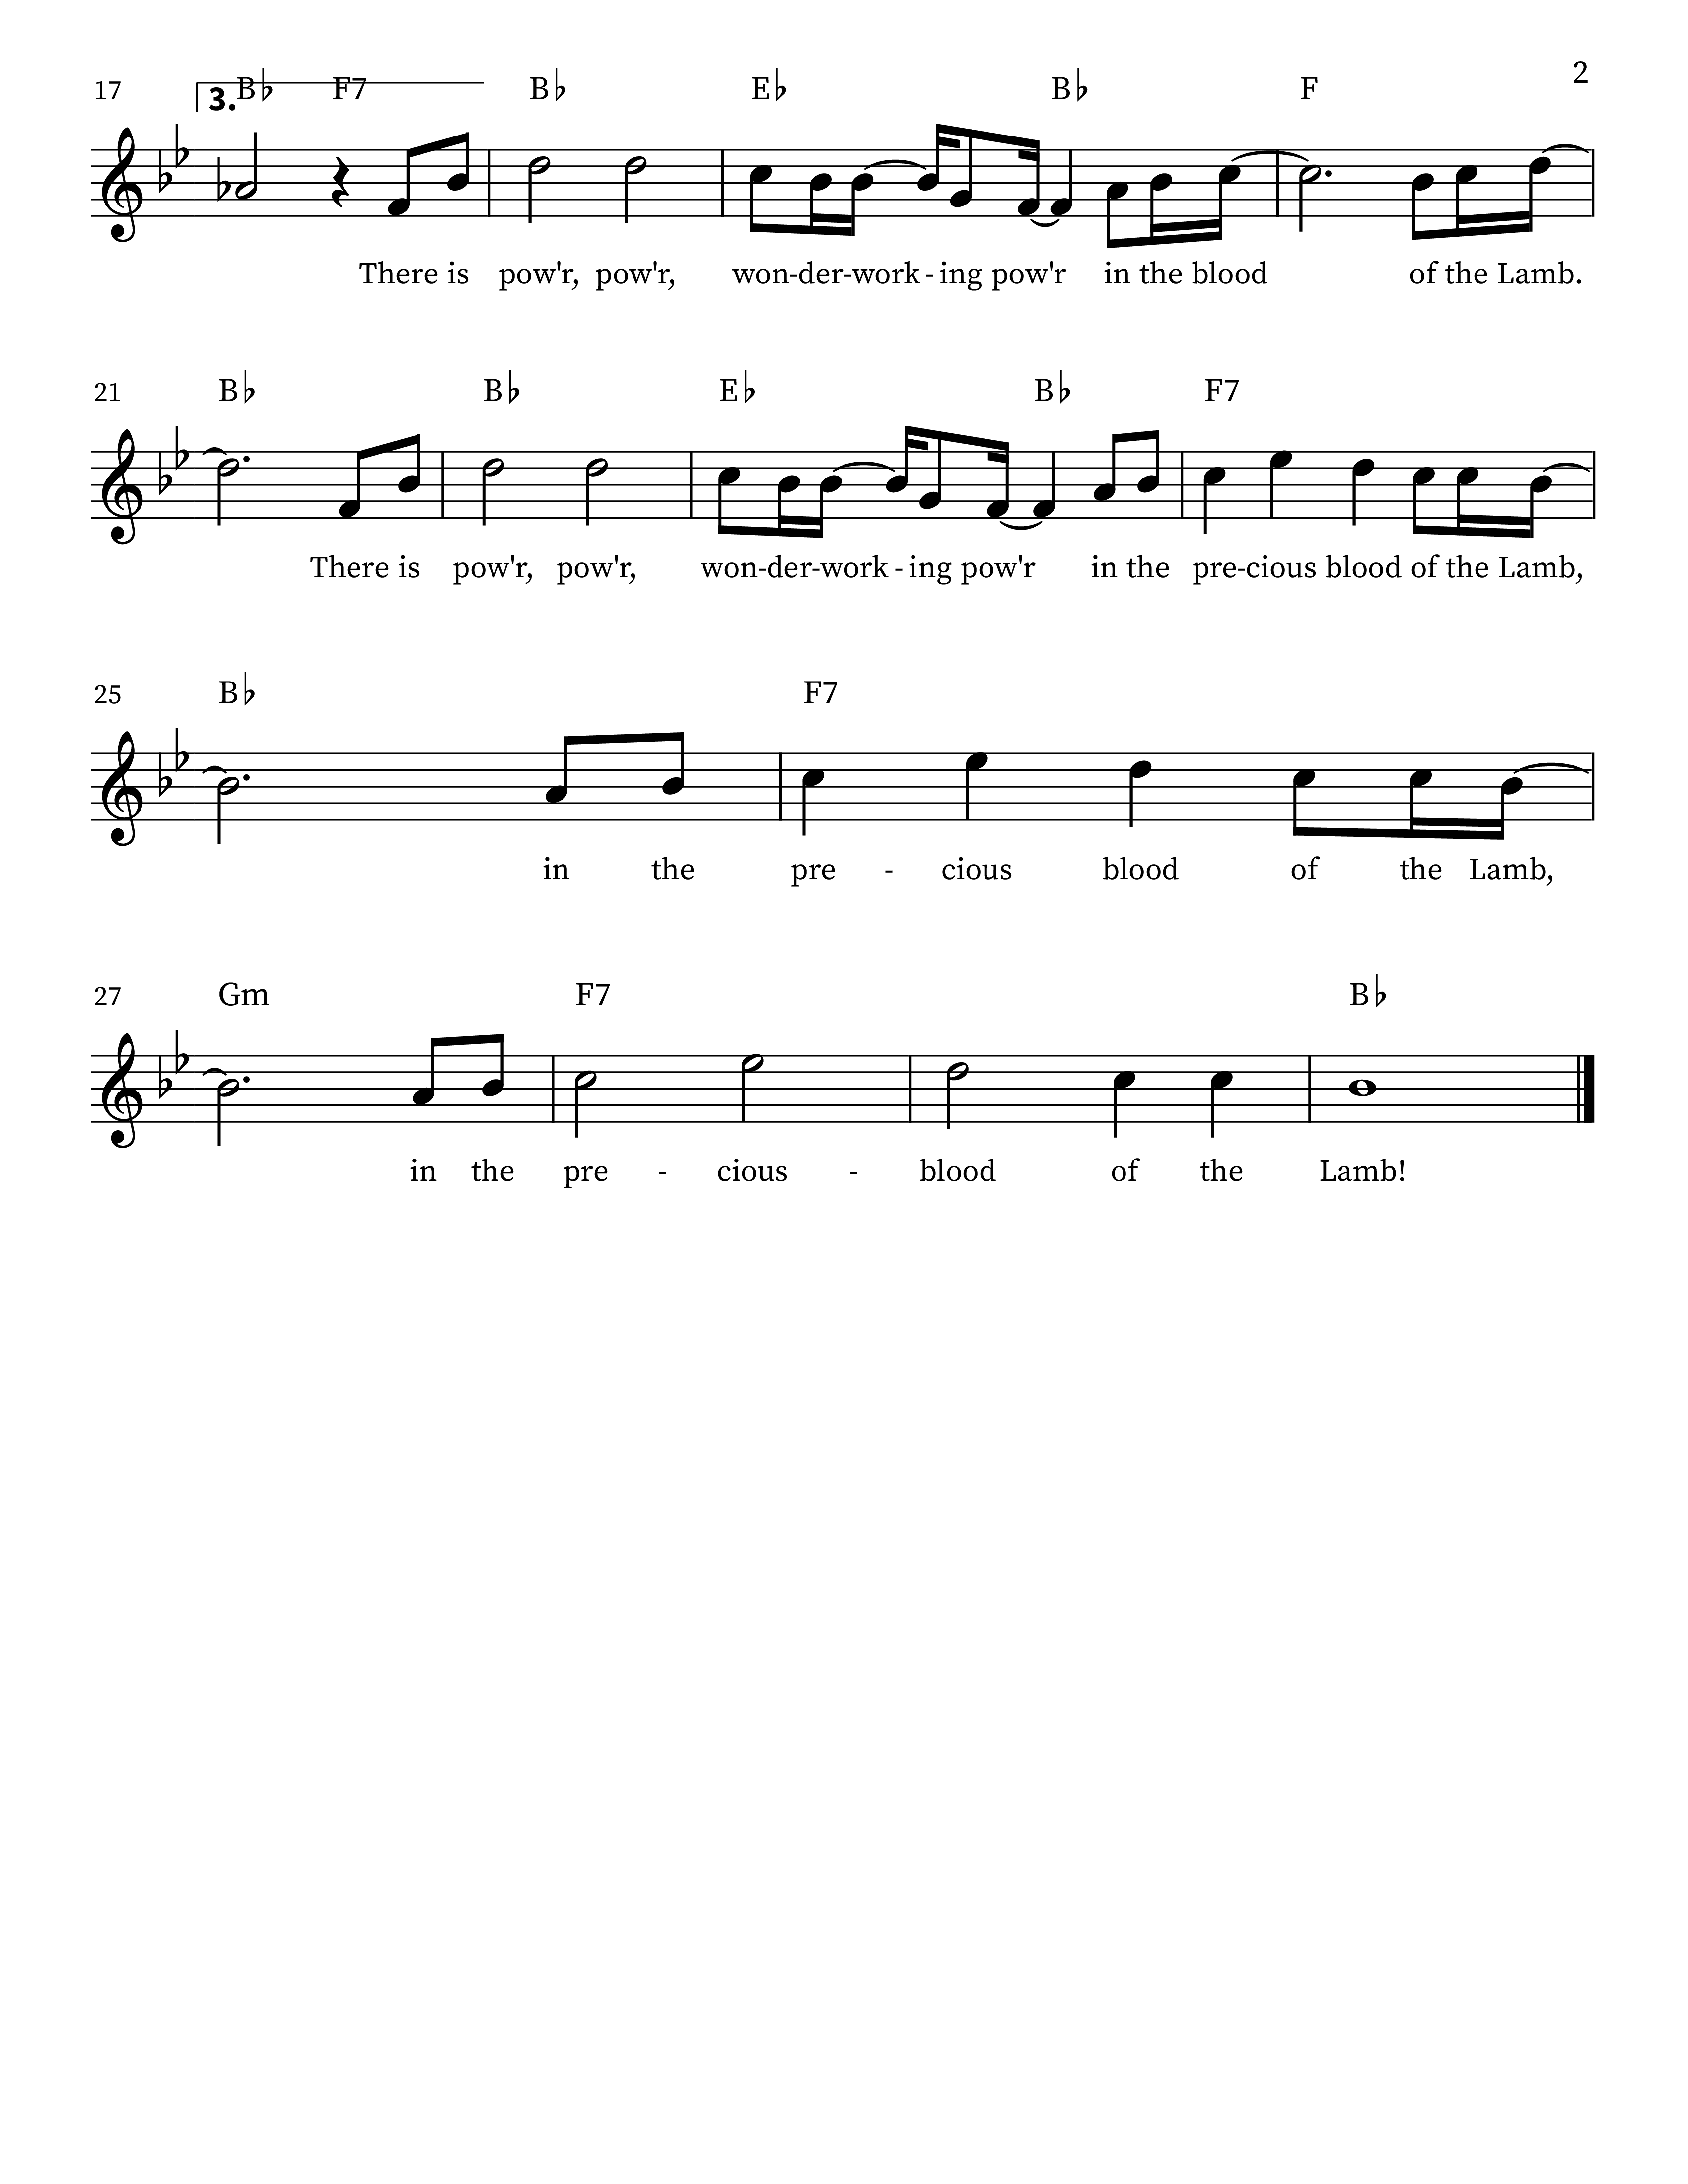 2
17 3. B♭ F7 B♭ E♭ B♭ F
There is pow'r, pow'r, won-der-work - ing pow'r in the blood of the Lamb.
21 B♭ B♭ E♭ B♭ F7
There is pow'r, pow'r, won-der-work - ing pow'r in the pre-cious blood of the Lamb,
25 B♭ F7
in the pre - cious blood of the Lamb,
27 Gm F7 B♭
in the pre - cious - blood of the Lamb!